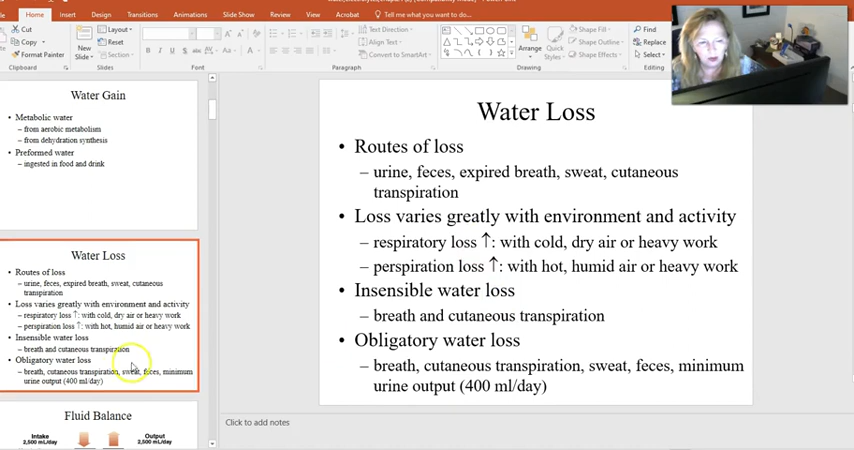 Home Insert Design Transitions Animations Slide Show Review View Acrobat Tell me what you want to do...
Cut
Copy
Format Painter
Clipboard
New
Slide
Layout
Reset
Section
Slides
B I U S abc AV Aa A
Font
Paragraph
Text Direction
Align Text
Convert to SmartArt
Arrange
Quick
Styles
Shape Fill
Shape Outline
Shape Effects
Drawing
Find
Replace
Select
Editing
Water Gain
• Metabolic water
– from aerobic metabolism
– from dehydration synthesis
• Preformed water
– ingested in food and drink
Water Loss
• Routes of loss
– urine, feces, expired breath, sweat, cutaneous
transpiration
• Loss varies greatly with environment and activity
– respiratory loss ↑: with cold, dry air or heavy work
– perspiration loss ↑: with hot, humid air or heavy work
• Insensible water loss
– breath and cutaneous transpiration
• Obligatory water loss
– breath, cutaneous transpiration, sweat, feces, minimum
urine output (400 ml/day)
Fluid Balance
Intake
2,500 mL/day
Output
2,500 mL/day
Water Loss
• Routes of loss
– urine, feces, expired breath, sweat, cutaneous
transpiration
• Loss varies greatly with environment and activity
– respiratory loss ↑: with cold, dry air or heavy work
– perspiration loss ↑: with hot, humid air or heavy work
• Insensible water loss
– breath and cutaneous transpiration
• Obligatory water loss
– breath, cutaneous transpiration, sweat, feces, minimum
urine output (400 ml/day)
Click to add notes